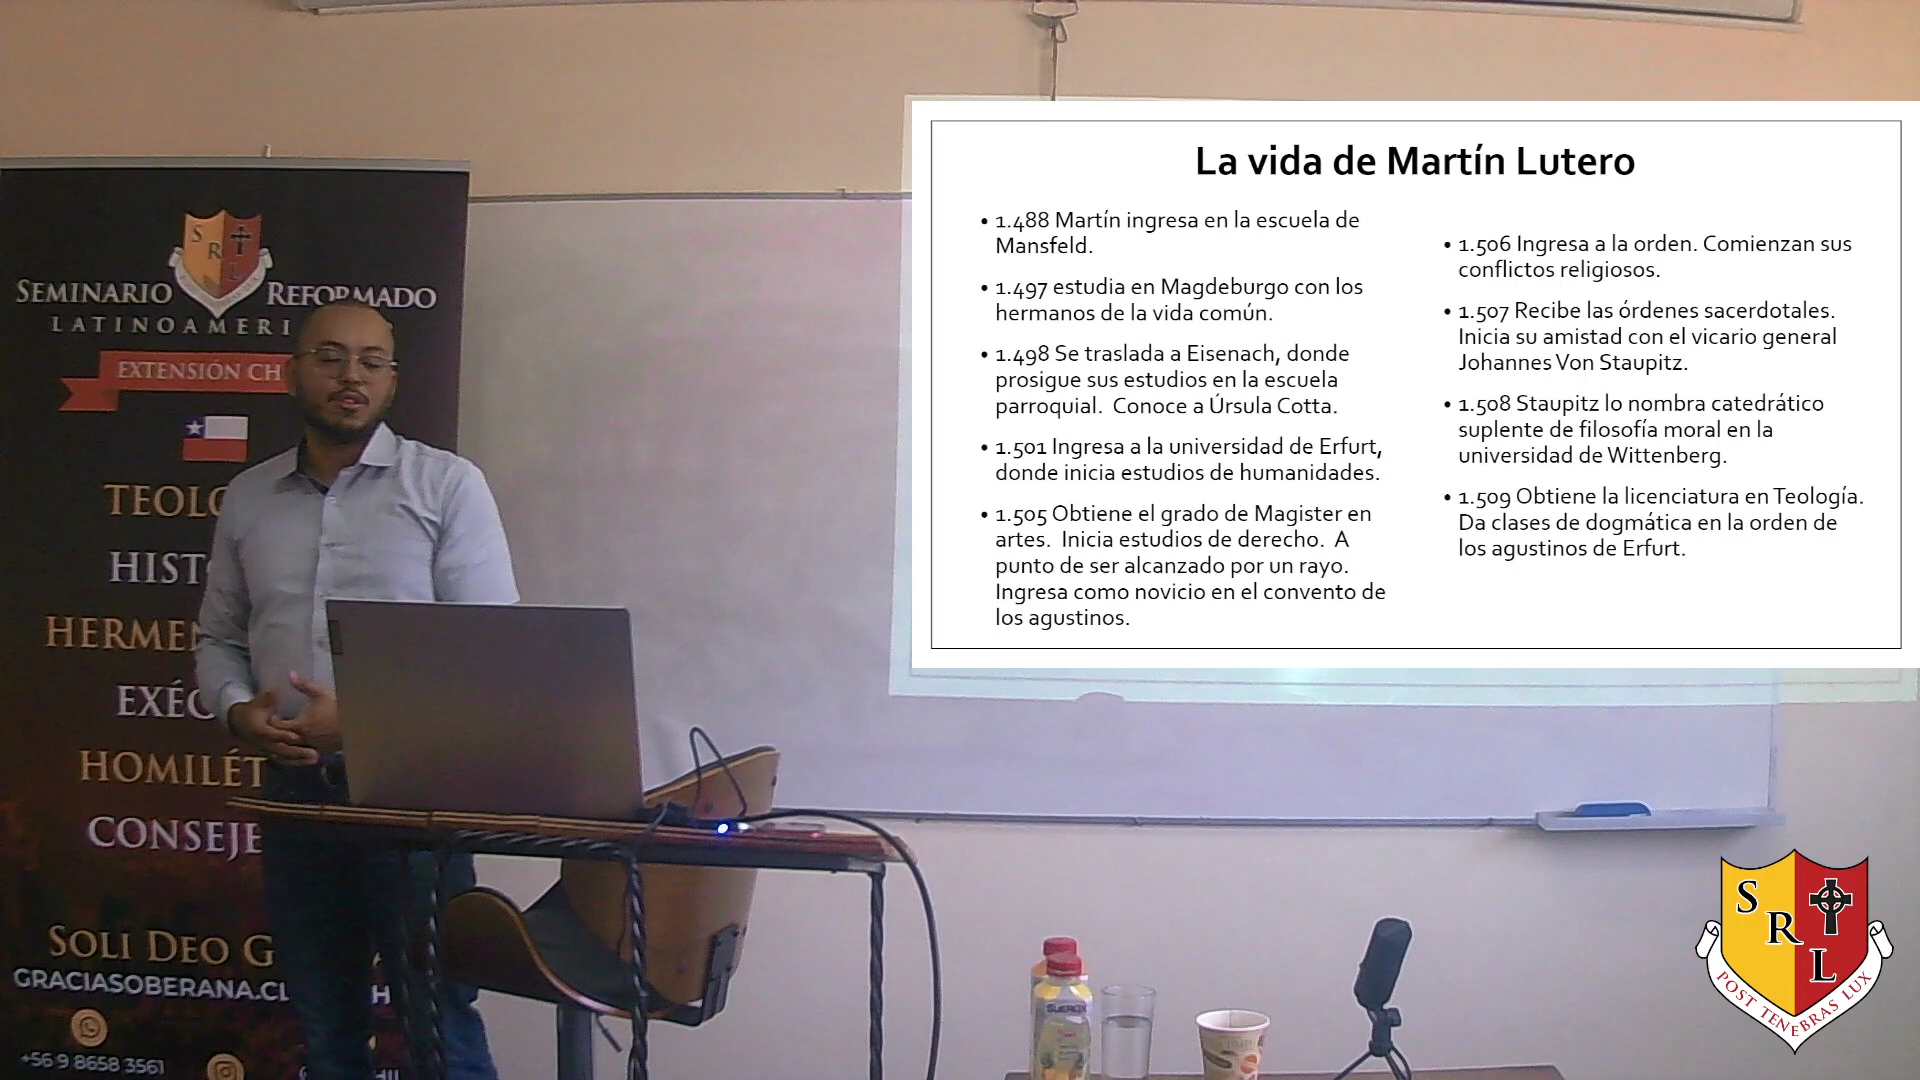 La vida de Martín Lutero
• 1.488 Martín ingresa en la escuela de
Mansfeld.
• 1.497 estudia en Magdeburgo con los
hermanos de la vida común.
• 1.498 Se traslada a Eisenach, donde
prosigue sus estudios en la escuela
parroquial. Conoce a Úrsula Cotta.
• 1.501 Ingresa a la universidad de Erfurt,
donde inicia estudios de humanidades.
• 1.505 Obtiene el grado de Magister en
artes. Inicia estudios de derecho. A
punto de ser alcanzado por un rayo.
Ingresa como novicio en el convento de
los agustinos.
• 1.506 Ingresa a la orden. Comienzan sus
conflictos religiosos.
• 1.507 Recibe las órdenes sacerdotales.
Inicia su amistad con el vicario general
Johannes Von Staupitz.
• 1.508 Staupitz lo nombra catedrático
suplente de filosofía moral en la
universidad de Wittenberg.
• 1.509 Obtiene la licenciatura en Teología.
Da clases de dogmática en la orden de
los agustinos de Erfurt.
S R L
SEMINARIO REFORMADO
LATINOAMERI
EXTENSIÓN CH
TEOLO
HIST
HERMEN
EXÉG
HOMILÉT
CONSEJE
SOLI DEO G
GRACIASOBERANA.CL
+56 9 8658 3561
S
R
L
POST TENEBRAS LUX